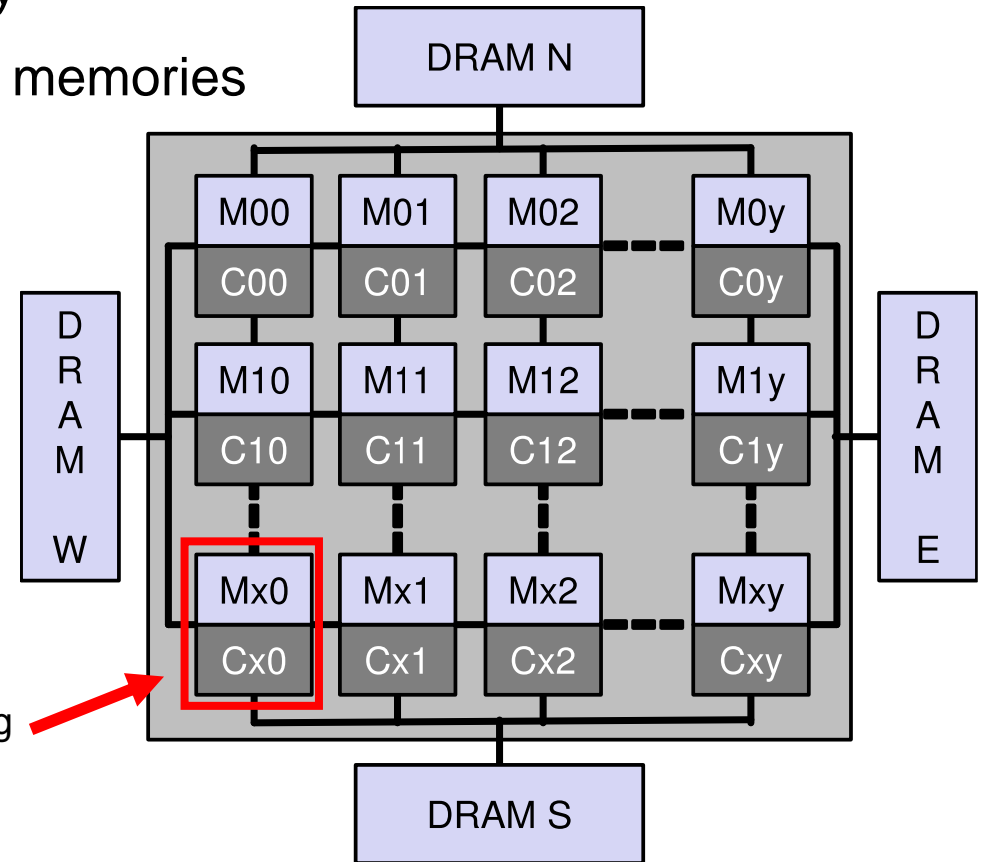 y
memories
DRAM N
M00 M01 M02 M0y
C00 C01 C02 C0y
D
R
A
M
W
M10 M11 M12 M1y
C10 C11 C12 C1y
D
R
A
M
E
Mx0 Mx1 Mx2 Mxy
Cx0 Cx1 Cx2 Cxy
g
DRAM S